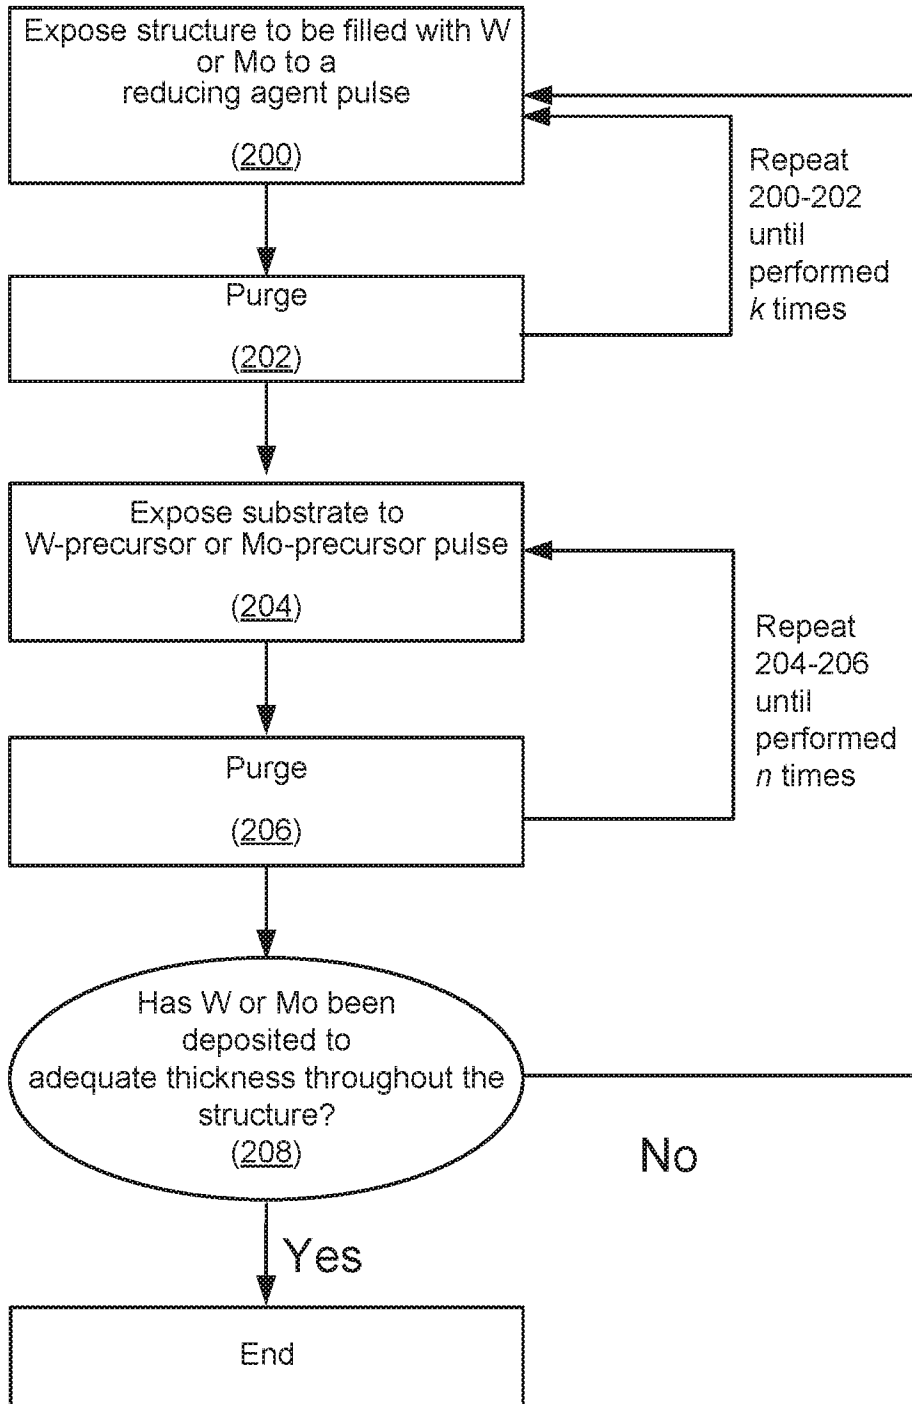 Expose structure to be filled with W
or Mo to a
reducing agent pulse
(200)
Repeat
200-202
until
performed
k times
Purge
(202)
Expose substrate to
W-precursor or Mo-precursor pulse
(204)
Repeat
204-206
until
performed
n times
Purge
(206)
Has W or Mo been
deposited to
adequate thickness throughout the
structure?
(208)
No
Yes
End